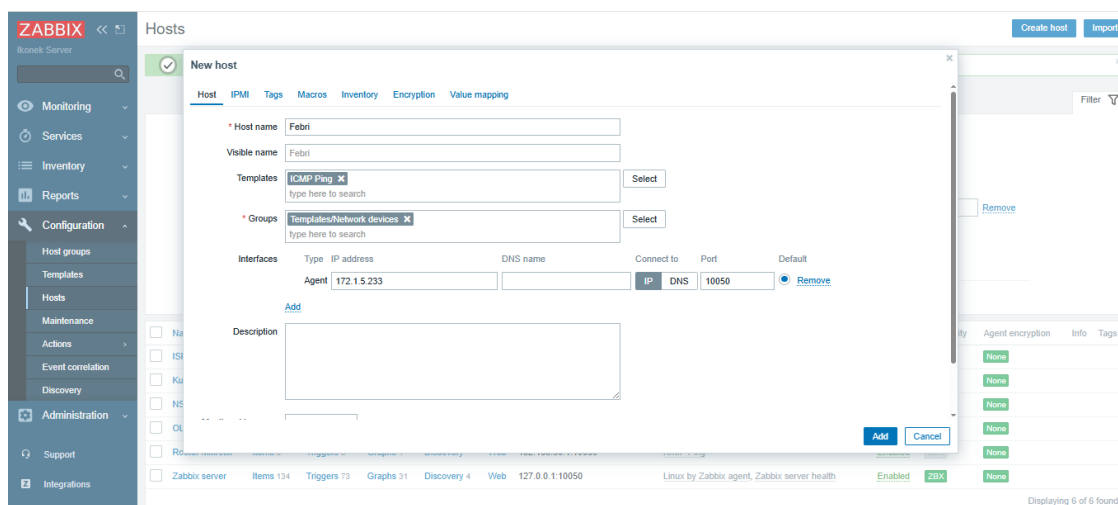 ZABBIX
Hosts
Create host
Import
Ikonek Server
New host
Host IPMI Tags Macros Inventory Encryption Value mapping
Filter
Monitoring
* Host name Febri
Services
Visible name Febri
Inventory
Templates ICMP Ping Select
type here to search
Reports
Remove
Configuration
* Groups Templates/Network devices Select
type here to search
Host groups
Interfaces Type IP address DNS name Connect to Port Default
Templates
Agent 172.1.5.233 IP DNS 10050 Remove
Hosts
Add
Maintenance
Description
Na
Agent encryption Info Tags
Actions
ISP
None
Event correlation
Ku
None
Discovery
NS
None
Administration
OL
None
Add Cancel
Support
None
Zabbix server Items 134 Triggers 73 Graphs 31 Discovery 4 Web 127.0.0.1:10050 Linux by Zabbix agent, Zabbix server health Enabled ZBX None
Integrations
Displaying 6 of 6 found